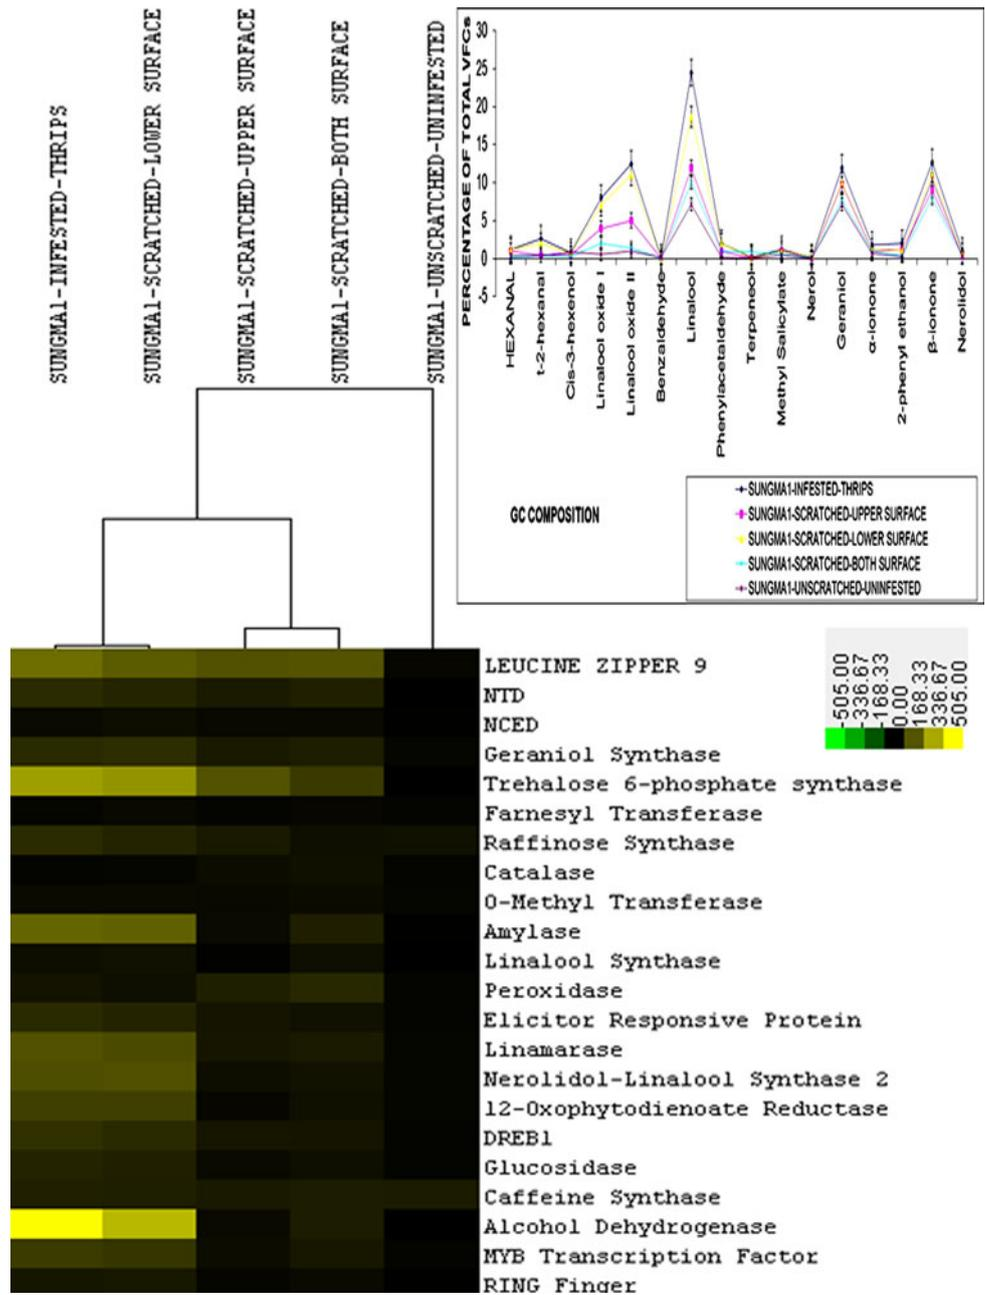 SUNGMA1-INFESTED-THRIPS
SUNGMA1-SCRATCHED-LOWER SURFACE
SUNGMA1-SCRATCHED-UPPER SURFACE
SUNGMA1-SCRATCHED-BOTH SURFACE
SUNGMA1-UNSCRATCHED-UNINFESTED
PERCENTAGE OF TOTAL VFCs
30
25
20
15
10
5
0
-5
HEXANAL
t-2-hexanal
Cis-3-hexenol
Linalool oxide I
Linalool oxide II
Benzaldehyde
Linalool
Phenylacetaldehyde
Terpeneol
Methyl Salicylate
Nerol
Geraniol
α-ionone
2-phenyl ethanol
β-ionone
Nerolidol
GC COMPOSITION
SUNGMA1-INFESTED-THRIPS
SUNGMA1-SCRATCHED-UPPER SURFACE
SUNGMA1-SCRATCHED-LOWER SURFACE
SUNGMA1-SCRATCHED-BOTH SURFACE
SUNGMA1-UNSCRATCHED-UNINFESTED
-505.00
-336.67
-168.33
0.00
168.33
336.67
505.00
LEUCINE ZIPPER 9
NTD
NCED
Geraniol Synthase
Trehalose 6-phosphate synthase
Farnesyl Transferase
Raffinose Synthase
Catalase
O-Methyl Transferase
Amylase
Linalool Synthase
Peroxidase
Elicitor Responsive Protein
Linamarase
Nerolidol-Linalool Synthase 2
12-Oxophytodienoate Reductase
DREB1
Glucosidase
Caffeine Synthase
Alcohol Dehydrogenase
MYB Transcription Factor
RING Finger